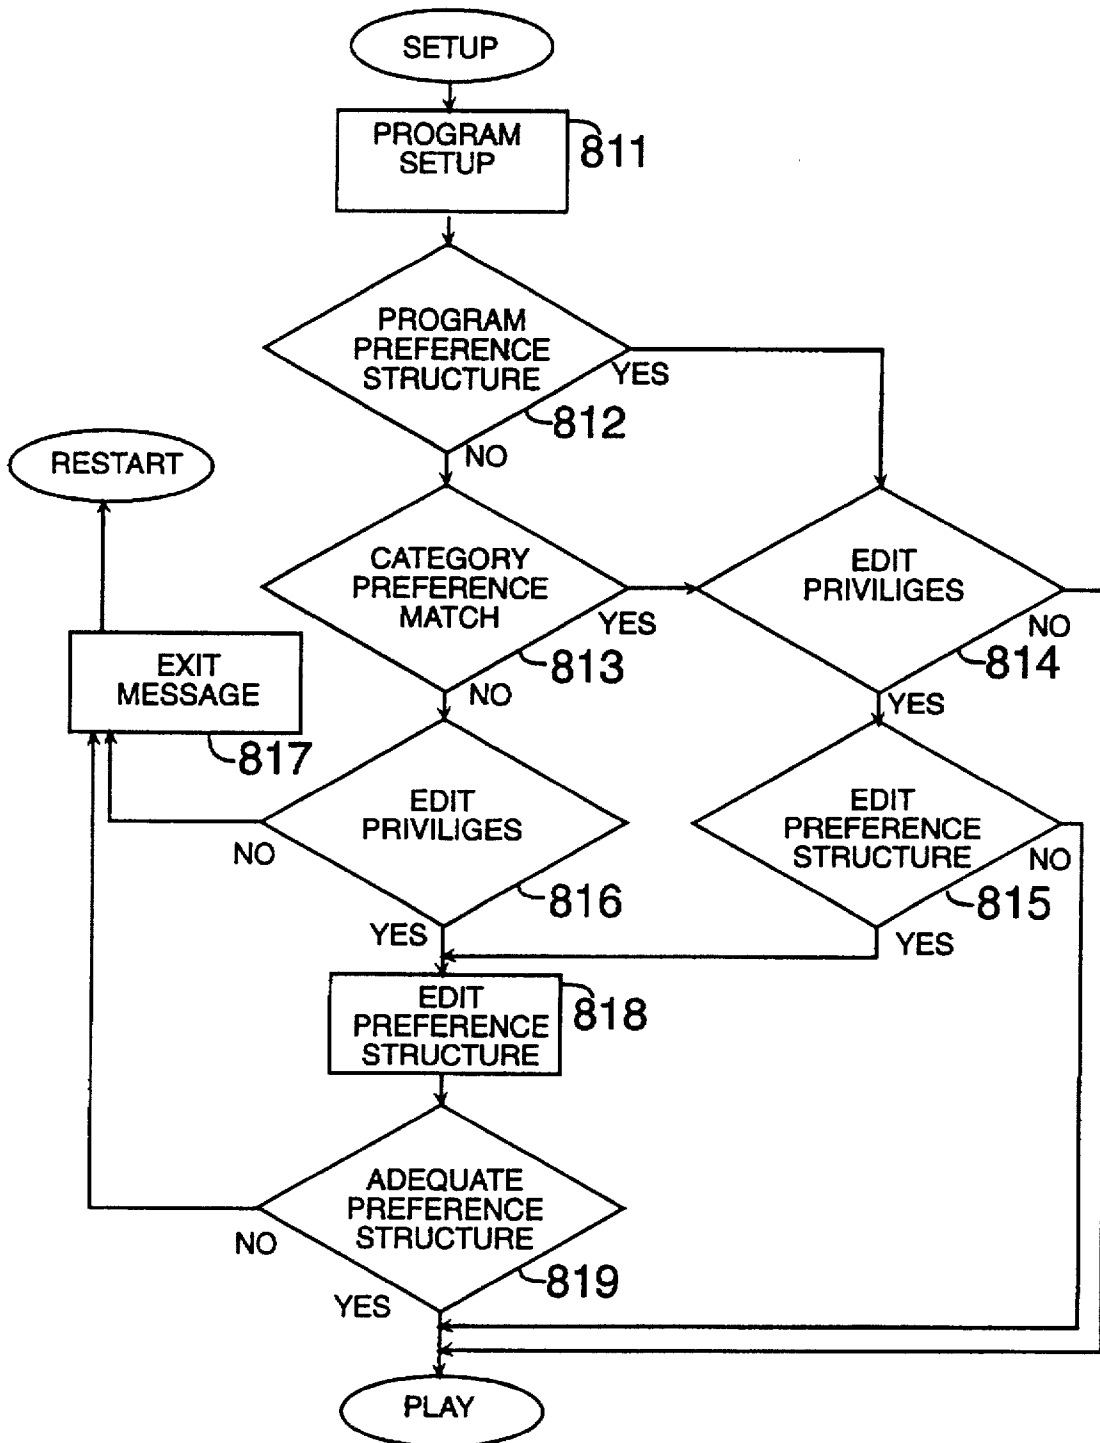 SETUP
PROGRAM
SETUP
811
PROGRAM
PREFERENCE
STRUCTURE
YES
812
NO
RESTART
CATEGORY
PREFERENCE
MATCH
YES
813
NO
EDIT
PRIVILIGES
NO
814
YES
EXIT
MESSAGE
817
EDIT
PRIVILIGES
NO
816
YES
EDIT
PREFERENCE
STRUCTURE
NO
815
YES
EDIT
PREFERENCE
STRUCTURE
818
ADEQUATE
PREFERENCE
STRUCTURE
NO
819
YES
PLAY